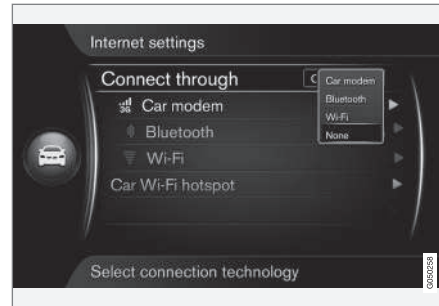 Internet settings
Connect through
Car modem
Bluetooth
Wi-Fi
None
3G
Car modem
Bluetooth
Wi-Fi
Car Wi-Fi hotspot
Select connection technology
G050258